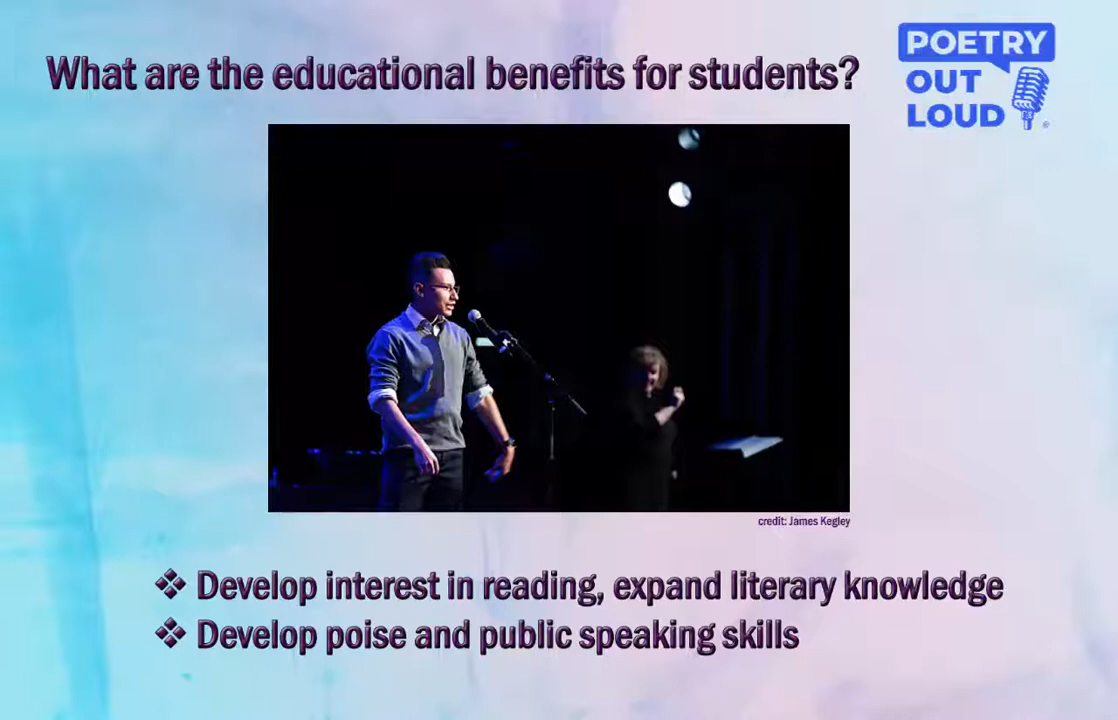 What are the educational benefits for students?
POETRY
OUT
LOUD
®
credit: James Kegley
❖ Develop interest in reading, expand literary knowledge
❖ Develop poise and public speaking skills